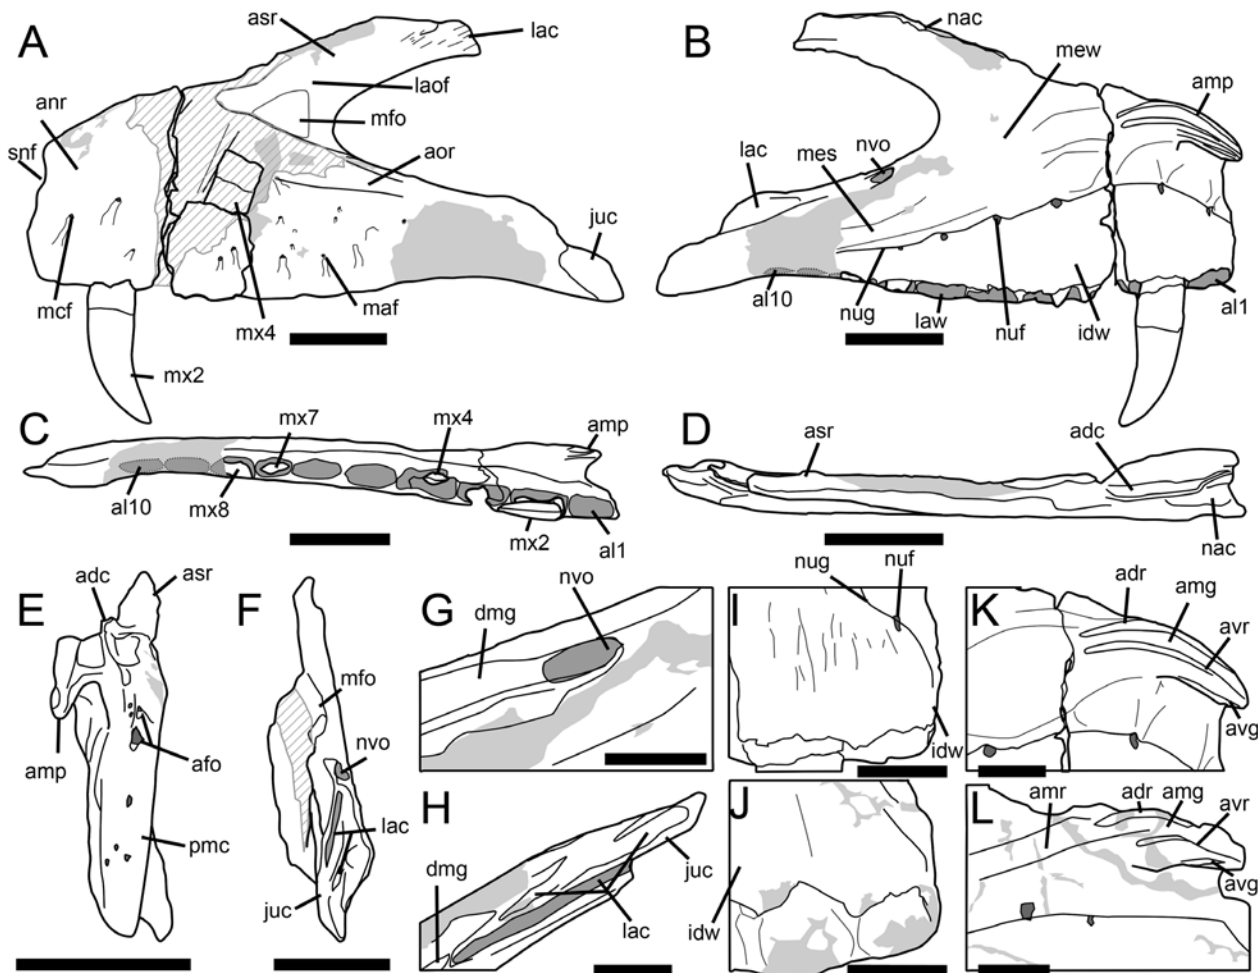 A
asr
lac
laof
mfo
anr
snf
aor
juc
mcf
mx4
maf
mx2
B
nac
mew
amp
lac
mes
nvo
al10
nug
law
nuf
idw
al1
C
mx7
mx4
amp
al10
mx8
mx2
al1
D
asr
adc
nac
E
adc
asr
amp
afo
pmc
F
mfo
nvo
lac
juc
G
dmg
nvo
H
dmg
juc
lac
I
nug
nuf
idw
J
idw
K
adr
amg
avr
avg
L
amr
adr
amg
avr
avg